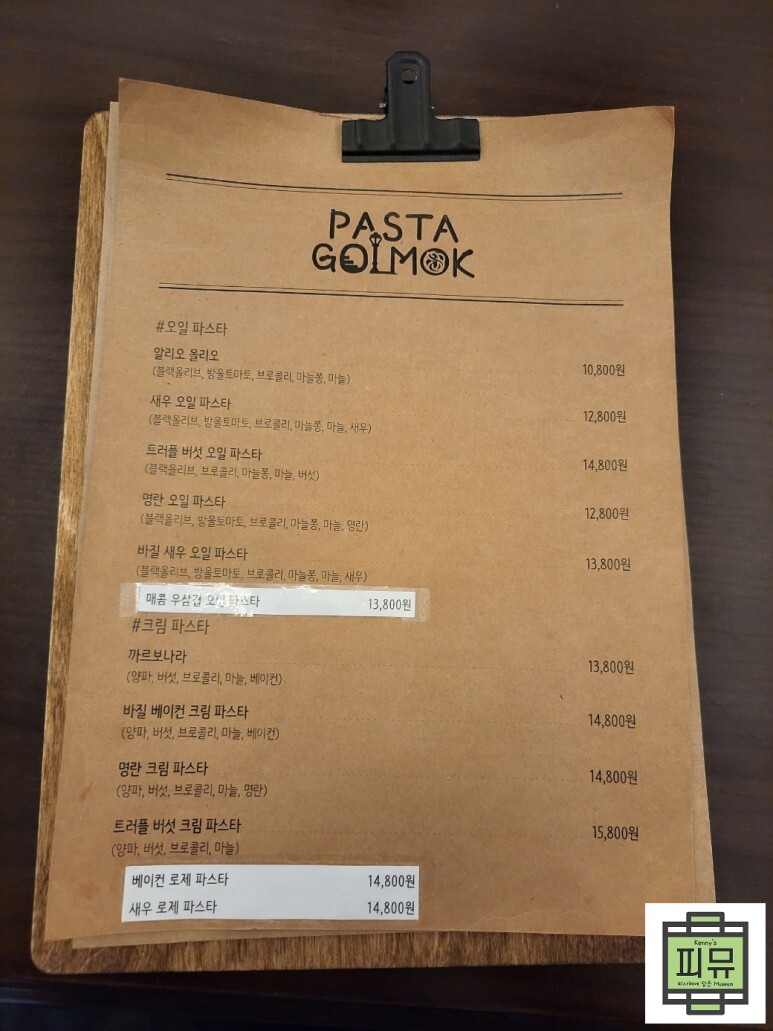 PASTA
GOLMOK
#오일 파스타
알리오 올리오
(블랙올리브, 방울토마토, 브로콜리, 마늘쫑, 마늘) 10,800원
새우 오일 파스타
(블랙올리브, 방울토마토, 브로콜리, 마늘쫑, 마늘, 새우) 12,800원
트러플 버섯 오일 파스타
(블랙올리브, 브로콜리, 마늘쫑, 마늘, 버섯) 14,800원
명란 오일 파스타
(블랙올리브, 방울토마토, 브로콜리, 마늘쫑, 마늘, 명란) 12,800원
바질 새우 오일 파스타
(블랙올리브, 방울토마토, 브로콜리, 마늘쫑, 마늘, 새우) 13,800원
매콤 우삼겹 오일 파스타 13,800원
#크림 파스타
까르보나라 13,800원
(양파, 버섯, 브로콜리, 마늘, 베이컨)
바질 베이컨 크림 파스타 14,800원
(양파, 버섯, 브로콜리, 마늘, 베이컨)
명란 크림 파스타 14,800원
(양파, 버섯, 브로콜리, 마늘, 명란)
트러플 버섯 크림 파스타 15,800원
(양파, 버섯, 브로콜리, 마늘)
베이컨 로제 파스타 14,800원
새우 로제 파스타 14,800원
Kenny's
피뮤